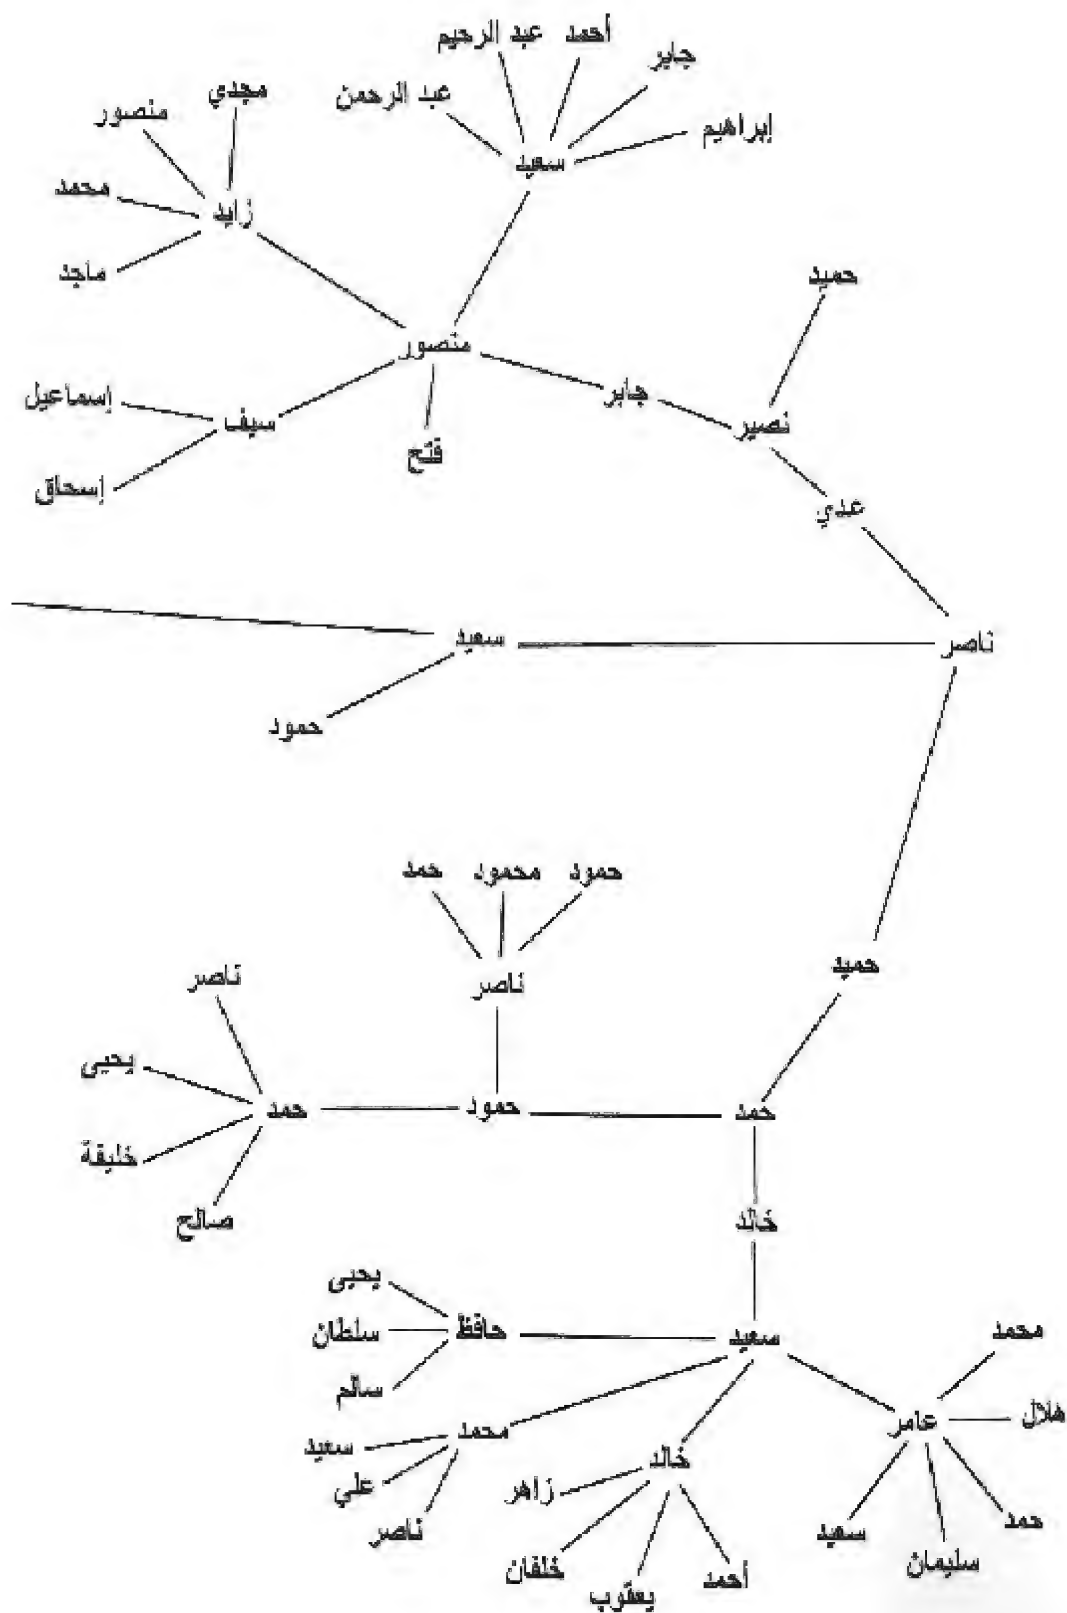 عبد الرحيم
أحمد
جابر
مجدي
عبد الرحمن
منصور
إبراهيم
سعيد
محمد
زايد
ماجد
حميد
منصور
جابر
إسماعيل
سيف
نصير
فتح
إسحاق
عدي
سعيد
ناصر
حمود
حمود
محمود
حمد
حميد
ناصر
ناصر
يحيى
حمد
حمود
حمد
خليفة
صالح
خالد
يحيى
سلطان
حافظ
سعيد
محمد
سالم
هلال
عامر
محمد
سعيد
خالد
علي
زاهر
ناصر
حمد
سعيد
سليمان
خلفان
أحمد
يعقوب